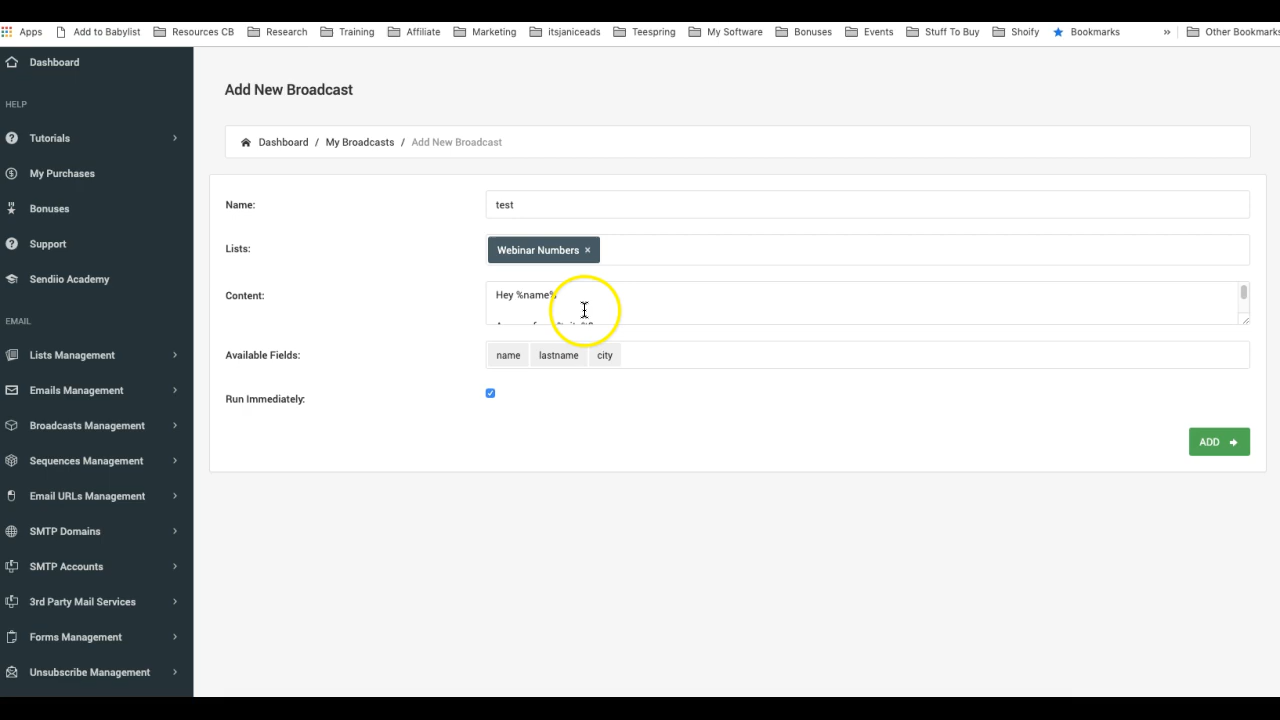 Apps Add to Babylist Resources CB Research Training Affiliate Marketing itsjaniceads Teespring My Software Bonuses Events Stuff To Buy Shoify Bookmarks » Other Bookmarks
Dashboard
HELP
Tutorials
My Purchases
Bonuses
Support
Sendiio Academy
EMAIL
Lists Management
Emails Management
Broadcasts Management
Sequences Management
Email URLs Management
SMTP Domains
SMTP Accounts
3rd Party Mail Services
Forms Management
Unsubscribe Management
Add New Broadcast
Dashboard / My Broadcasts / Add New Broadcast
Name: test
Lists: Webinar Numbers ×
Content: Hey %name%
Available Fields: name lastname city
Run Immediately:
ADD